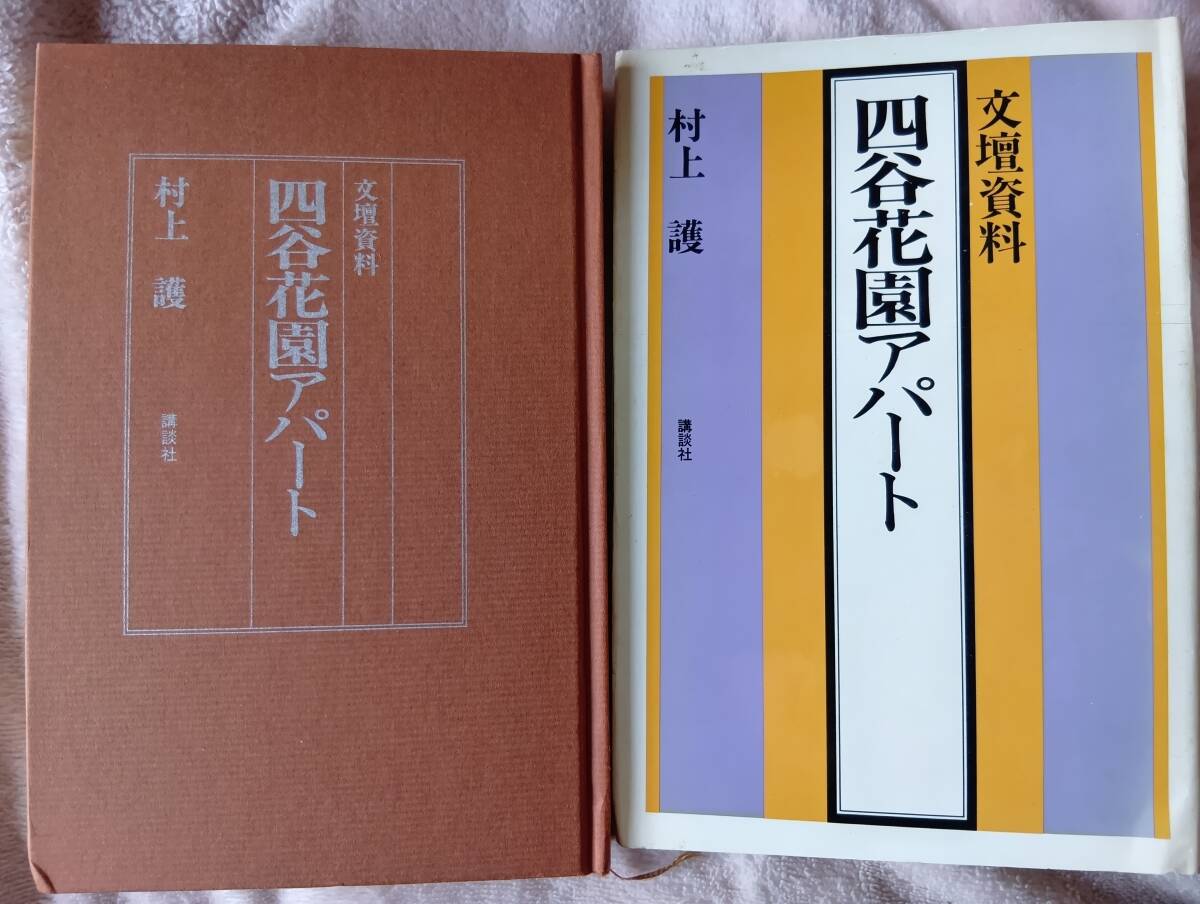 文壇資料
四谷花園アパート
村上 護
講談社
文壇資料
四谷花園アパート
村上 護
講談社